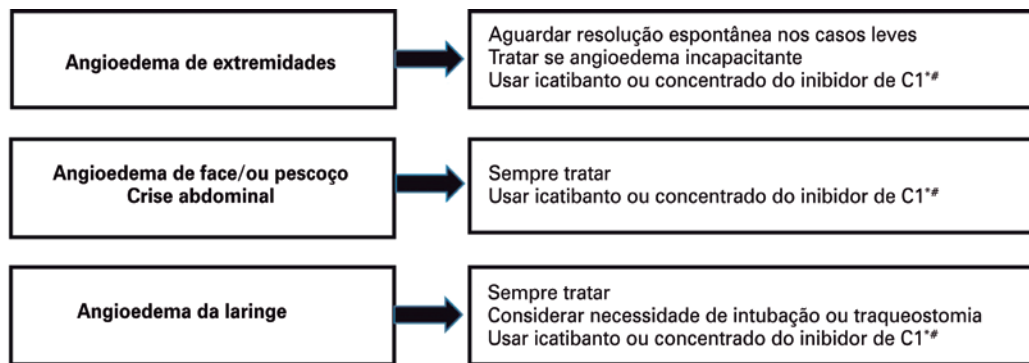 Angioedema de extremidades
Aguardar resolução espontânea nos casos leves
Tratar se angioedema incapacitante
Usar icatibanto ou concentrado do inibidor de C1*#
Angioedema de face/ou pescoço
Crise abdominal
Sempre tratar
Usar icatibanto ou concentrado do inibidor de C1*#
Angioedema da laringe
Sempre tratar
Considerar necessidade de intubação ou traqueostomia
Usar icatibanto ou concentrado do inibidor de C1*#